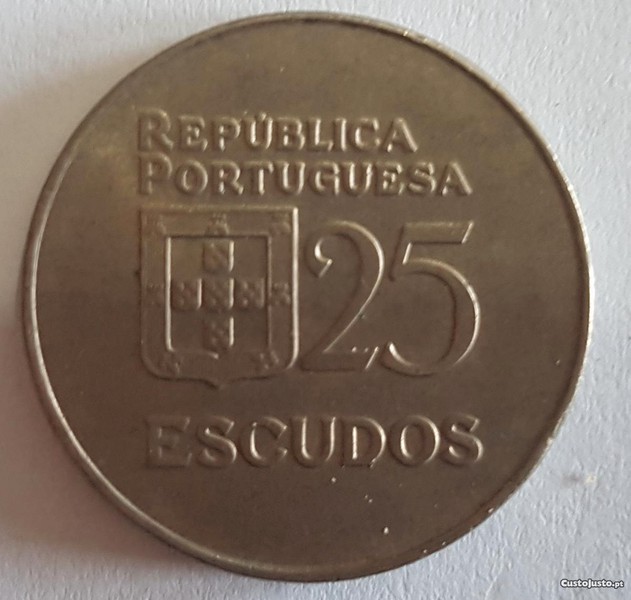 REPÚBLICA
PORTUGUESA
25
ESCUDOS
CustoJusto.pt